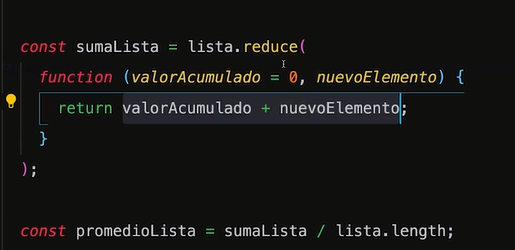 const sumaLista = lista.reduce(
function (valorAcumulado = 0, nuevoElemento) {
return valorAcumulado + nuevoElemento;
}
);
const promedioLista = sumaLista / lista.length;